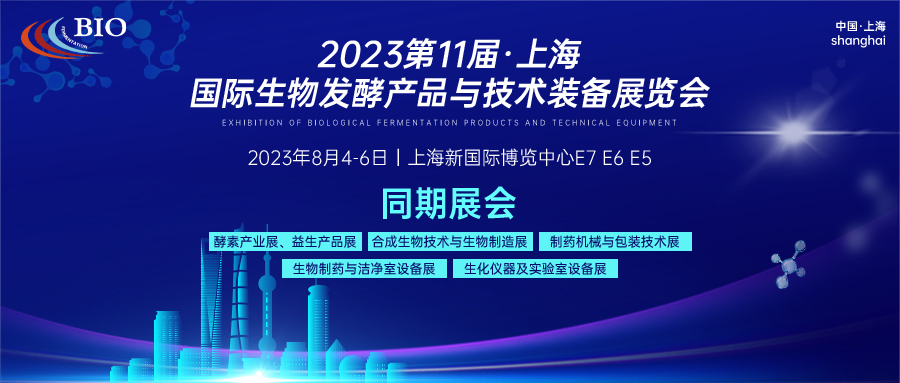 BIO
FERMENTATION
中国·上海
shanghai
2023第11届·上海
国际生物发酵产品与技术装备展览会
EXHIBITION OF BIOLOGICAL FERMENTATION PRODUCTS AND TECHNICAL EQUIPMENT
2023年8月4-6日丨上海新国际博览中心E7 E6 E5
同期展会
酵素产业展、益生产品展 合成生物技术与生物制造展 制药机械与包装技术展
生物制药与洁净室设备展 生化仪器及实验室设备展